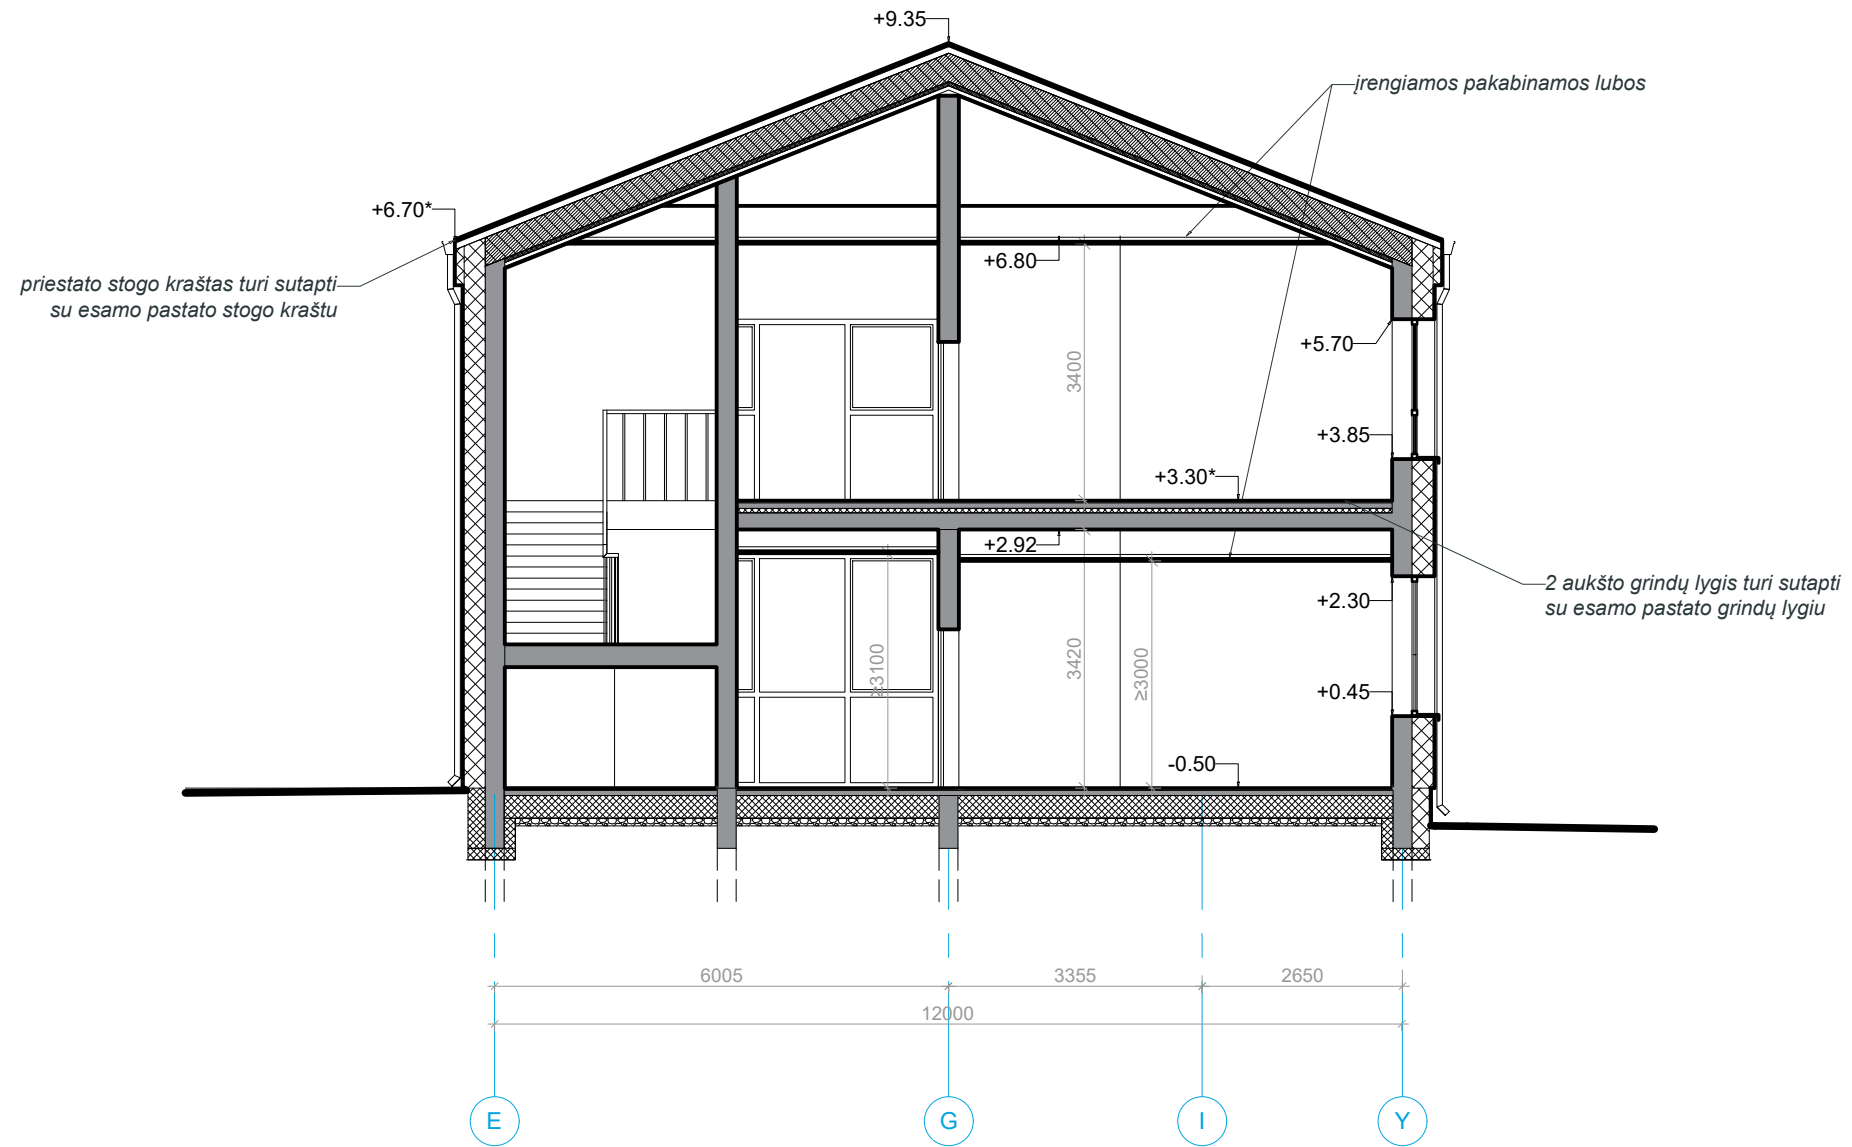 +9.35
įrengiamos pakabinamos lubos
+6.70*
+6.80
priestato stogo kraštas turi sutapti
su esamo pastato stogo kraštu
+5.70
3400
+3.85
+3.30*
+2.92
2 aukšto grindų lygis turi sutapti
su esamo pastato grindų lygiu
+2.30
≥3100
3420
≥3000
+0.45
-0.50
6005
3355
2650
12000
E
G
I
Y